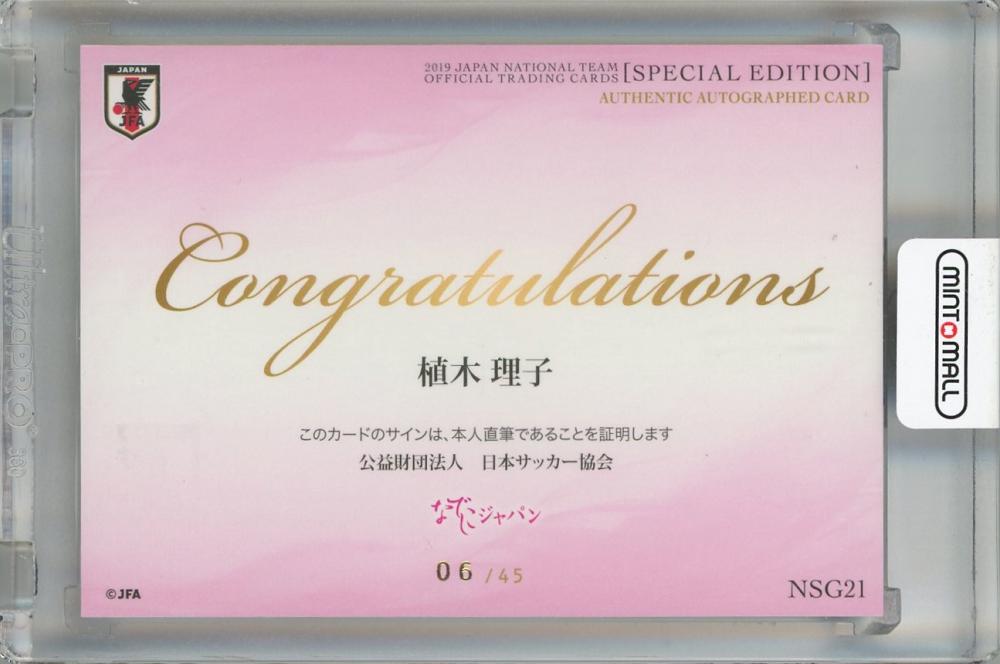 JAPAN
JFA
2019 JAPAN NATIONAL TEAM
OFFICIAL TRADING CARDS [SPECIAL EDITION]
AUTHENTIC AUTOGRAPHED CARD
Congratulations
植木 理子
このカードのサインは、本人直筆であることを証明します
公益財団法人 日本サッカー協会
なでしこジャパン
06 /45
©JFA
NSG21
MINT MALL
UltraPRO